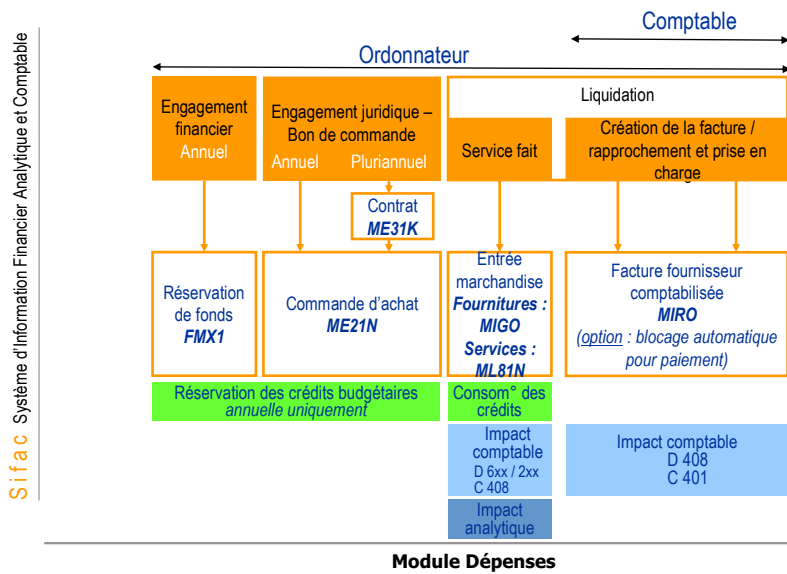 Comptable
Ordonnateur
Engagement
financier
Annuel
Engagement juridique –
Bon de commande
Annuel
Pluriannuel
Liquidation
Service fait
Création de la facture /
rapprochement et prise en
charge
Contrat
ME31K
Réservation
de fonds
FMX1
Commande d'achat
ME21N
Entrée
marchandise
Fournitures :
MIGO
Services :
ML81N
Facture fournisseur
comptabilisée
MIRO
(option : blocage automatique
pour paiement)
Réservation des crédits budgétaires
annuelle uniquement
Consom° des
crédits
Impact
comptable
D 6xx / 2xx
C 408
Impact comptable
D 408
C 401
Impact
analytique
Sifac Système d'Information Financier Analytique et Comptable
Module Dépenses